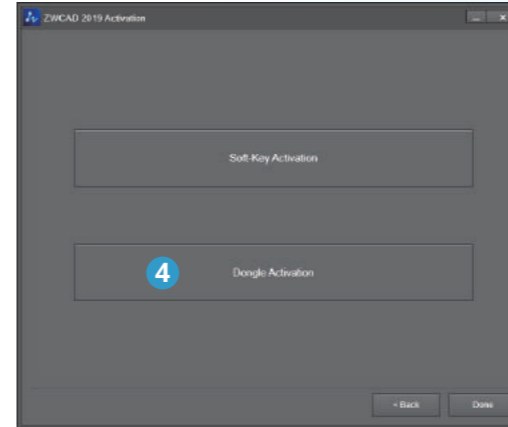 ZWCAD 2019 Activation
Soft-Key Activation
4 Dongle Activation
< Back Done